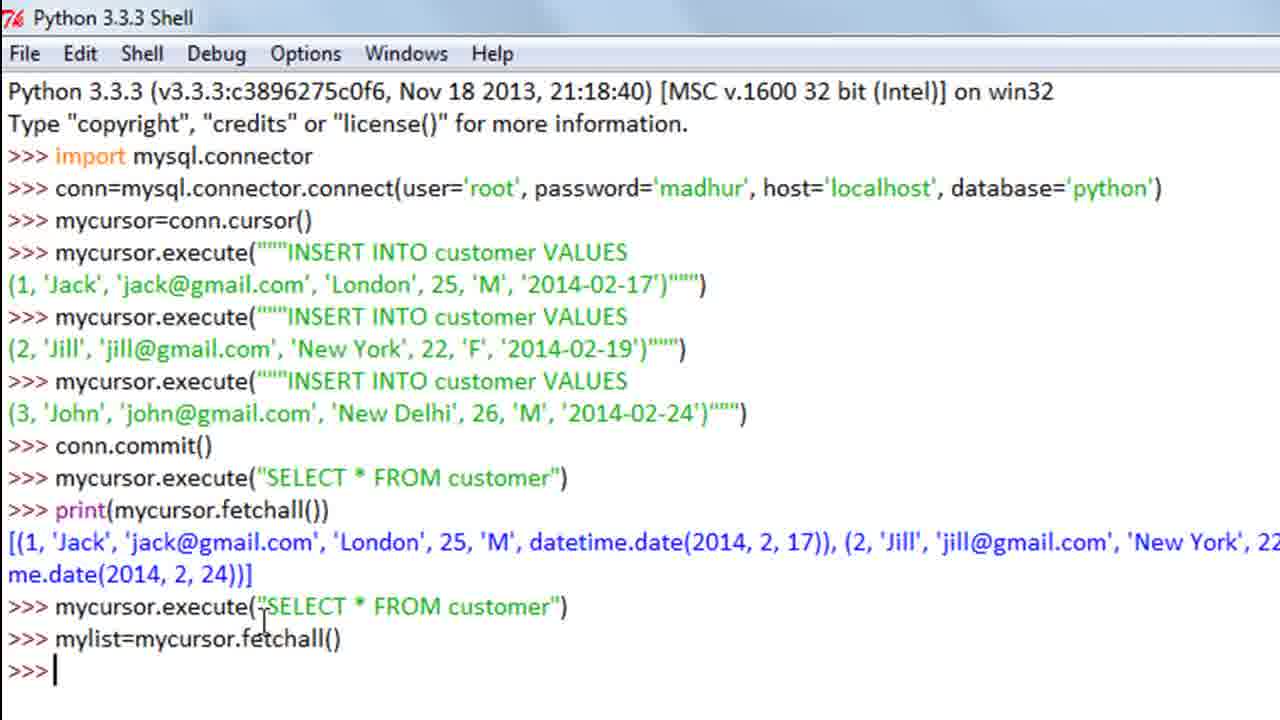 Python 3.3.3 Shell
File Edit Shell Debug Options Windows Help
Python 3.3.3 (v3.3.3:c3896275c0f6, Nov 18 2013, 21:18:40) [MSC v.1600 32 bit (Intel)] on win32
Type "copyright", "credits" or "license()" for more information.
>>> import mysql.connector
>>> conn=mysql.connector.connect(user='root', password='madhur', host='localhost', database='python')
>>> mycursor=conn.cursor()
>>> mycursor.execute("""INSERT INTO customer VALUES
(1, 'Jack', 'jack@gmail.com', 'London', 25, 'M', '2014-02-17')""")
>>> mycursor.execute("""INSERT INTO customer VALUES
(2, 'Jill', 'jill@gmail.com', 'New York', 22, 'F', '2014-02-19')""")
>>> mycursor.execute("""INSERT INTO customer VALUES
(3, 'John', 'john@gmail.com', 'New Delhi', 26, 'M', '2014-02-24')""")
>>> conn.commit()
>>> mycursor.execute("SELECT * FROM customer")
>>> print(mycursor.fetchall())
[(1, 'Jack', 'jack@gmail.com', 'London', 25, 'M', datetime.date(2014, 2, 17)), (2, 'Jill', 'jill@gmail.com', 'New York', 22
me.date(2014, 2, 24))]
>>> mycursor.execute("SELECT * FROM customer")
>>> mylist=mycursor.fetchall()
>>>